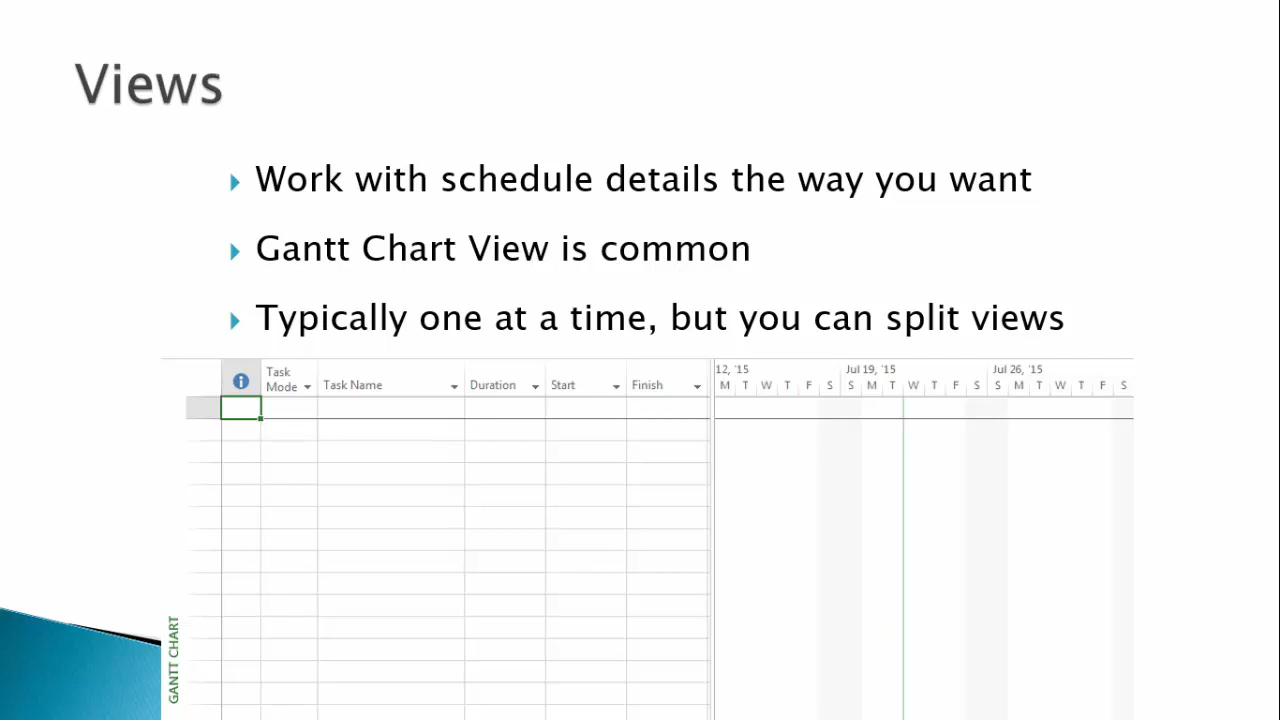 Views
Work with schedule details the way you want
Gantt Chart View is common
Typically one at a time, but you can split views
Task Mode
Task Name
Duration
Start
Finish
12, '15
Jul 19, '15
Jul 26, '15
M T W T F S S M T W T F S S M T W T F S
GANTT CHART